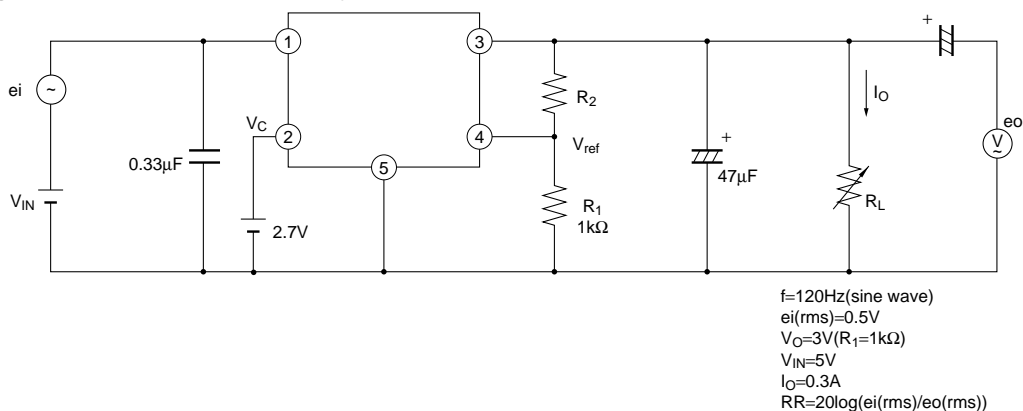 +
1
3
ei
~
R2
IO
eo
VC
2
4
Vref
+
V
~
0.33μF
5
47μF
RL
VIN
R1
1kΩ
2.7V
f=120Hz(sine wave)
ei(rms)=0.5V
VO=3V(R1=1kΩ)
VIN=5V
IO=0.3A
RR=20log(ei(rms)/eo(rms))